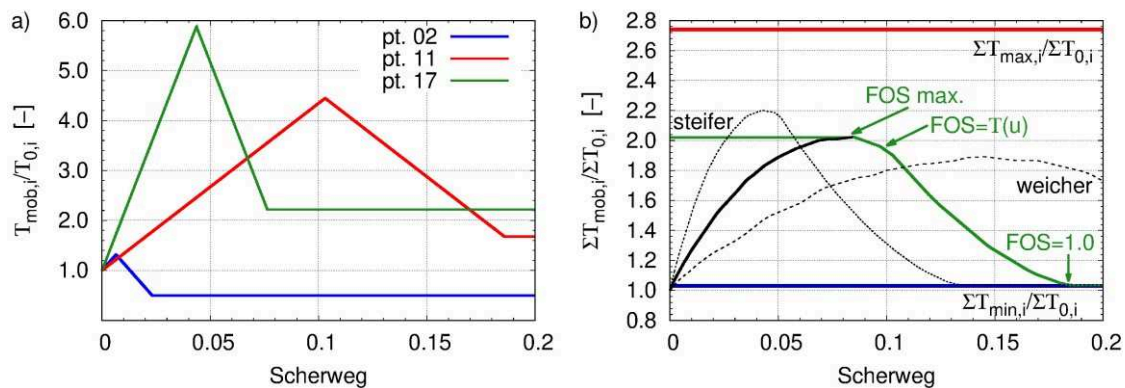 a)
T_mob,i/T_0,i [–]
6.0
5.0
4.0
3.0
2.0
1.0
pt. 02
pt. 11
pt. 17
0
0.05
0.1
0.15
0.2
Scherweg
b)
ΣT_mob,i/ΣT_0,i [–]
2.8
2.6
2.4
2.2
2.0
1.8
1.6
1.4
1.2
1.0
0.8
ΣT_max,i/ΣT_0,i
FOS max.
steifer
FOS=T(u)
weicher
FOS=1.0
ΣT_min,i/ΣT_0,i
0
0.05
0.1
0.15
0.2
Scherweg